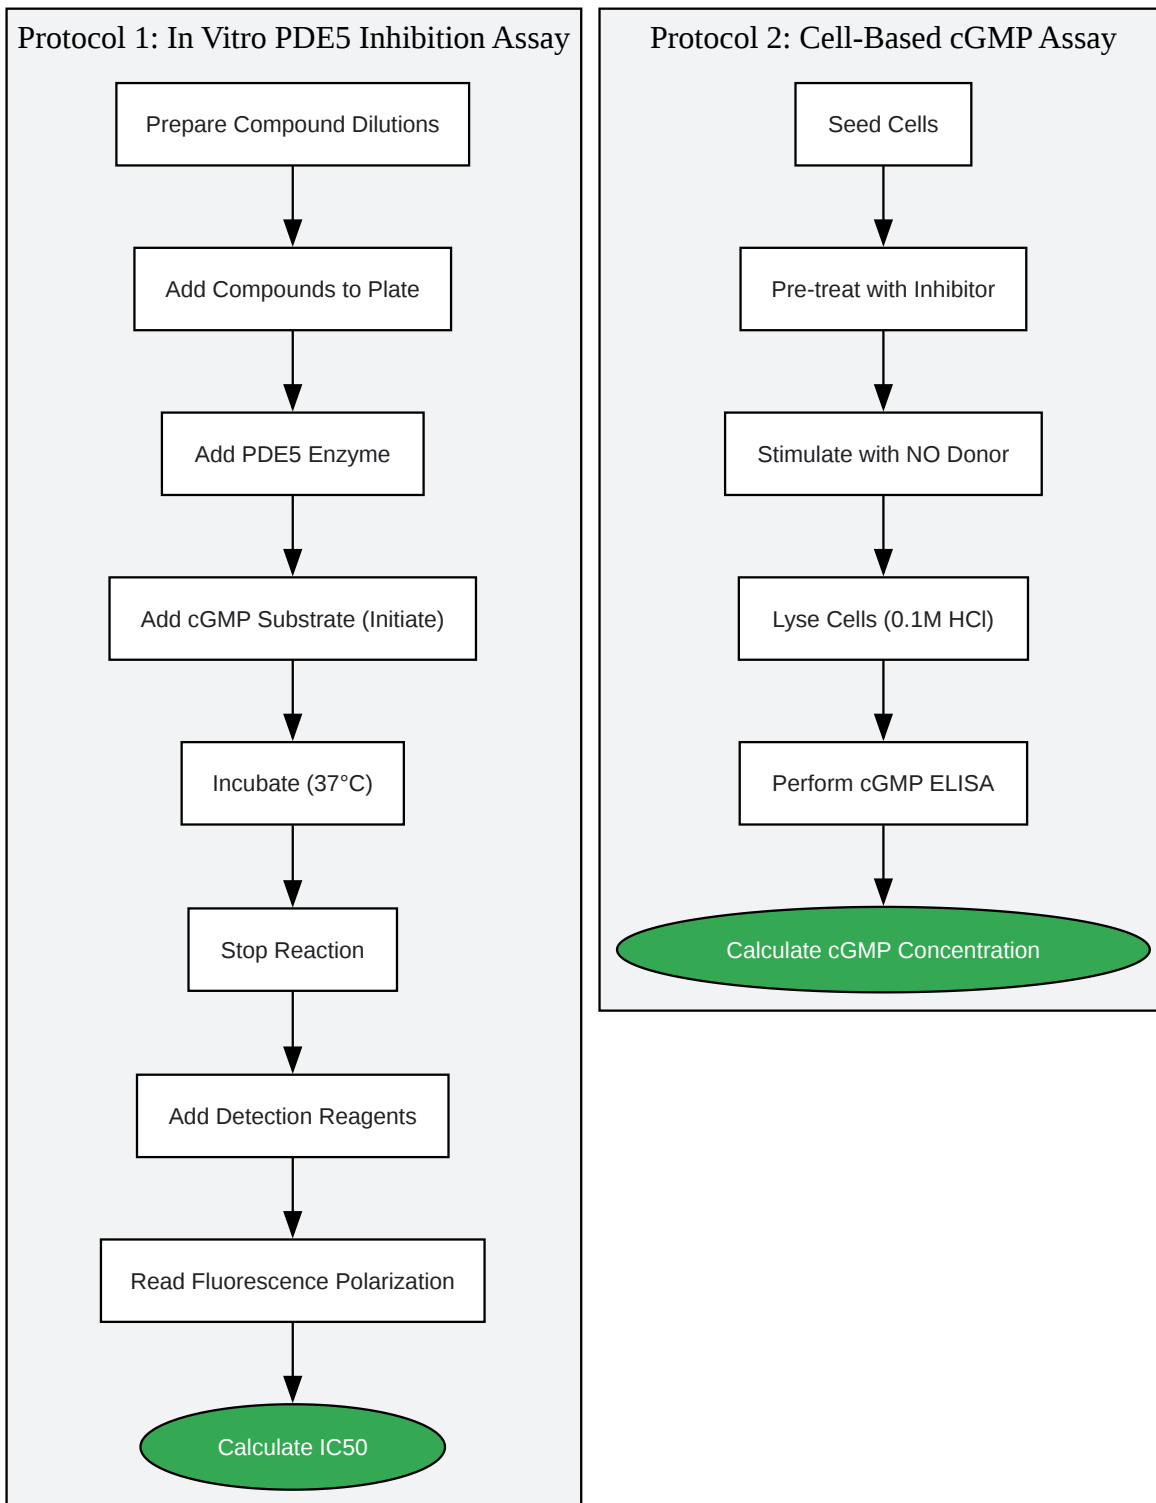 Protocol 1: In Vitro PDE5 Inhibition Assay
Prepare Compound Dilutions
Add Compounds to Plate
Add PDE5 Enzyme
Add cGMP Substrate (Initiate)
Incubate (37°C)
Stop Reaction
Add Detection Reagents
Read Fluorescence Polarization
Calculate IC50
Protocol 2: Cell-Based cGMP Assay
Seed Cells
Pre-treat with Inhibitor
Stimulate with NO Donor
Lyse Cells (0.1M HCl)
Perform cGMP ELISA
Calculate cGMP Concentration